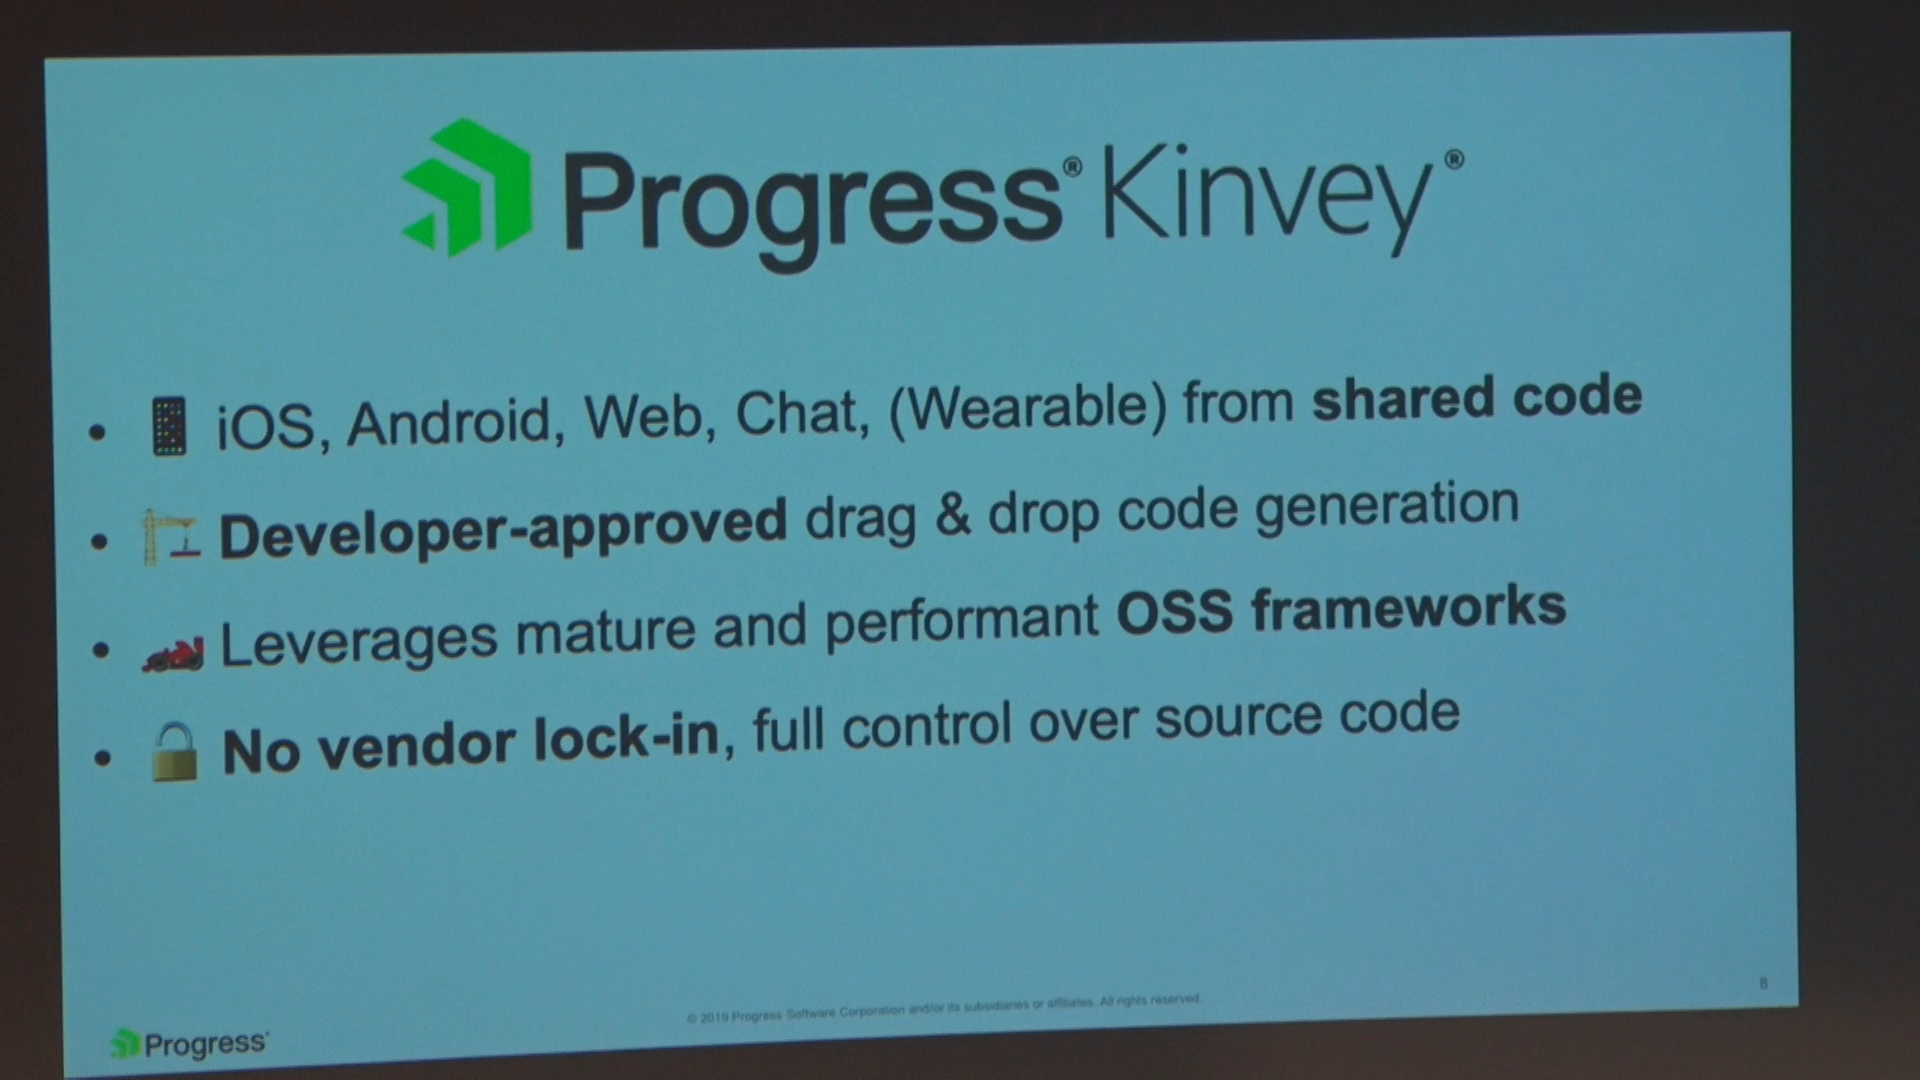 Progress® Kinvey®
• iOS, Android, Web, Chat, (Wearable) from shared code
• Developer-approved drag & drop code generation
• Leverages mature and performant OSS frameworks
• No vendor lock-in, full control over source code
8
© 2019 Progress Software Corporation and/or its subsidiaries or affiliates. All rights reserved.
Progress®